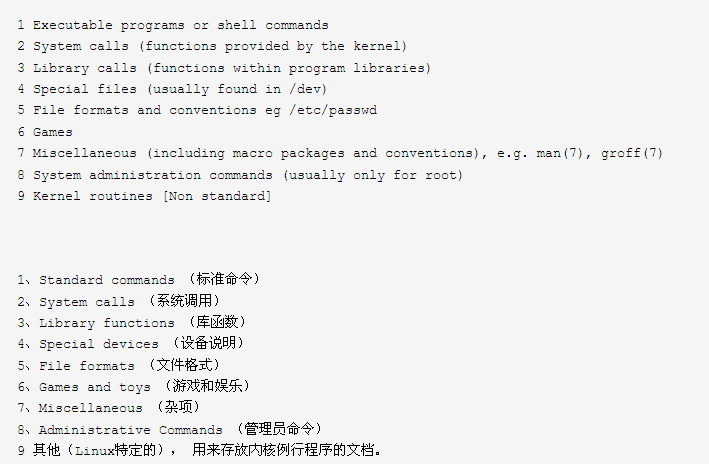 1 Executable programs or shell commands
2 System calls (functions provided by the kernel)
3 Library calls (functions within program libraries)
4 Special files (usually found in /dev)
5 File formats and conventions eg /etc/passwd
6 Games
7 Miscellaneous (including macro packages and conventions), e.g. man(7), groff(7)
8 System administration commands (usually only for root)
9 Kernel routines [Non standard]
1、Standard commands （标准命令）
2、System calls （系统调用）
3、Library functions （库函数）
4、Special devices （设备说明）
5、File formats （文件格式）
6、Games and toys （游戏和娱乐）
7、Miscellaneous （杂项）
8、Administrative Commands （管理员命令）
9 其他（Linux特定的）， 用来存放内核例行程序的文档。